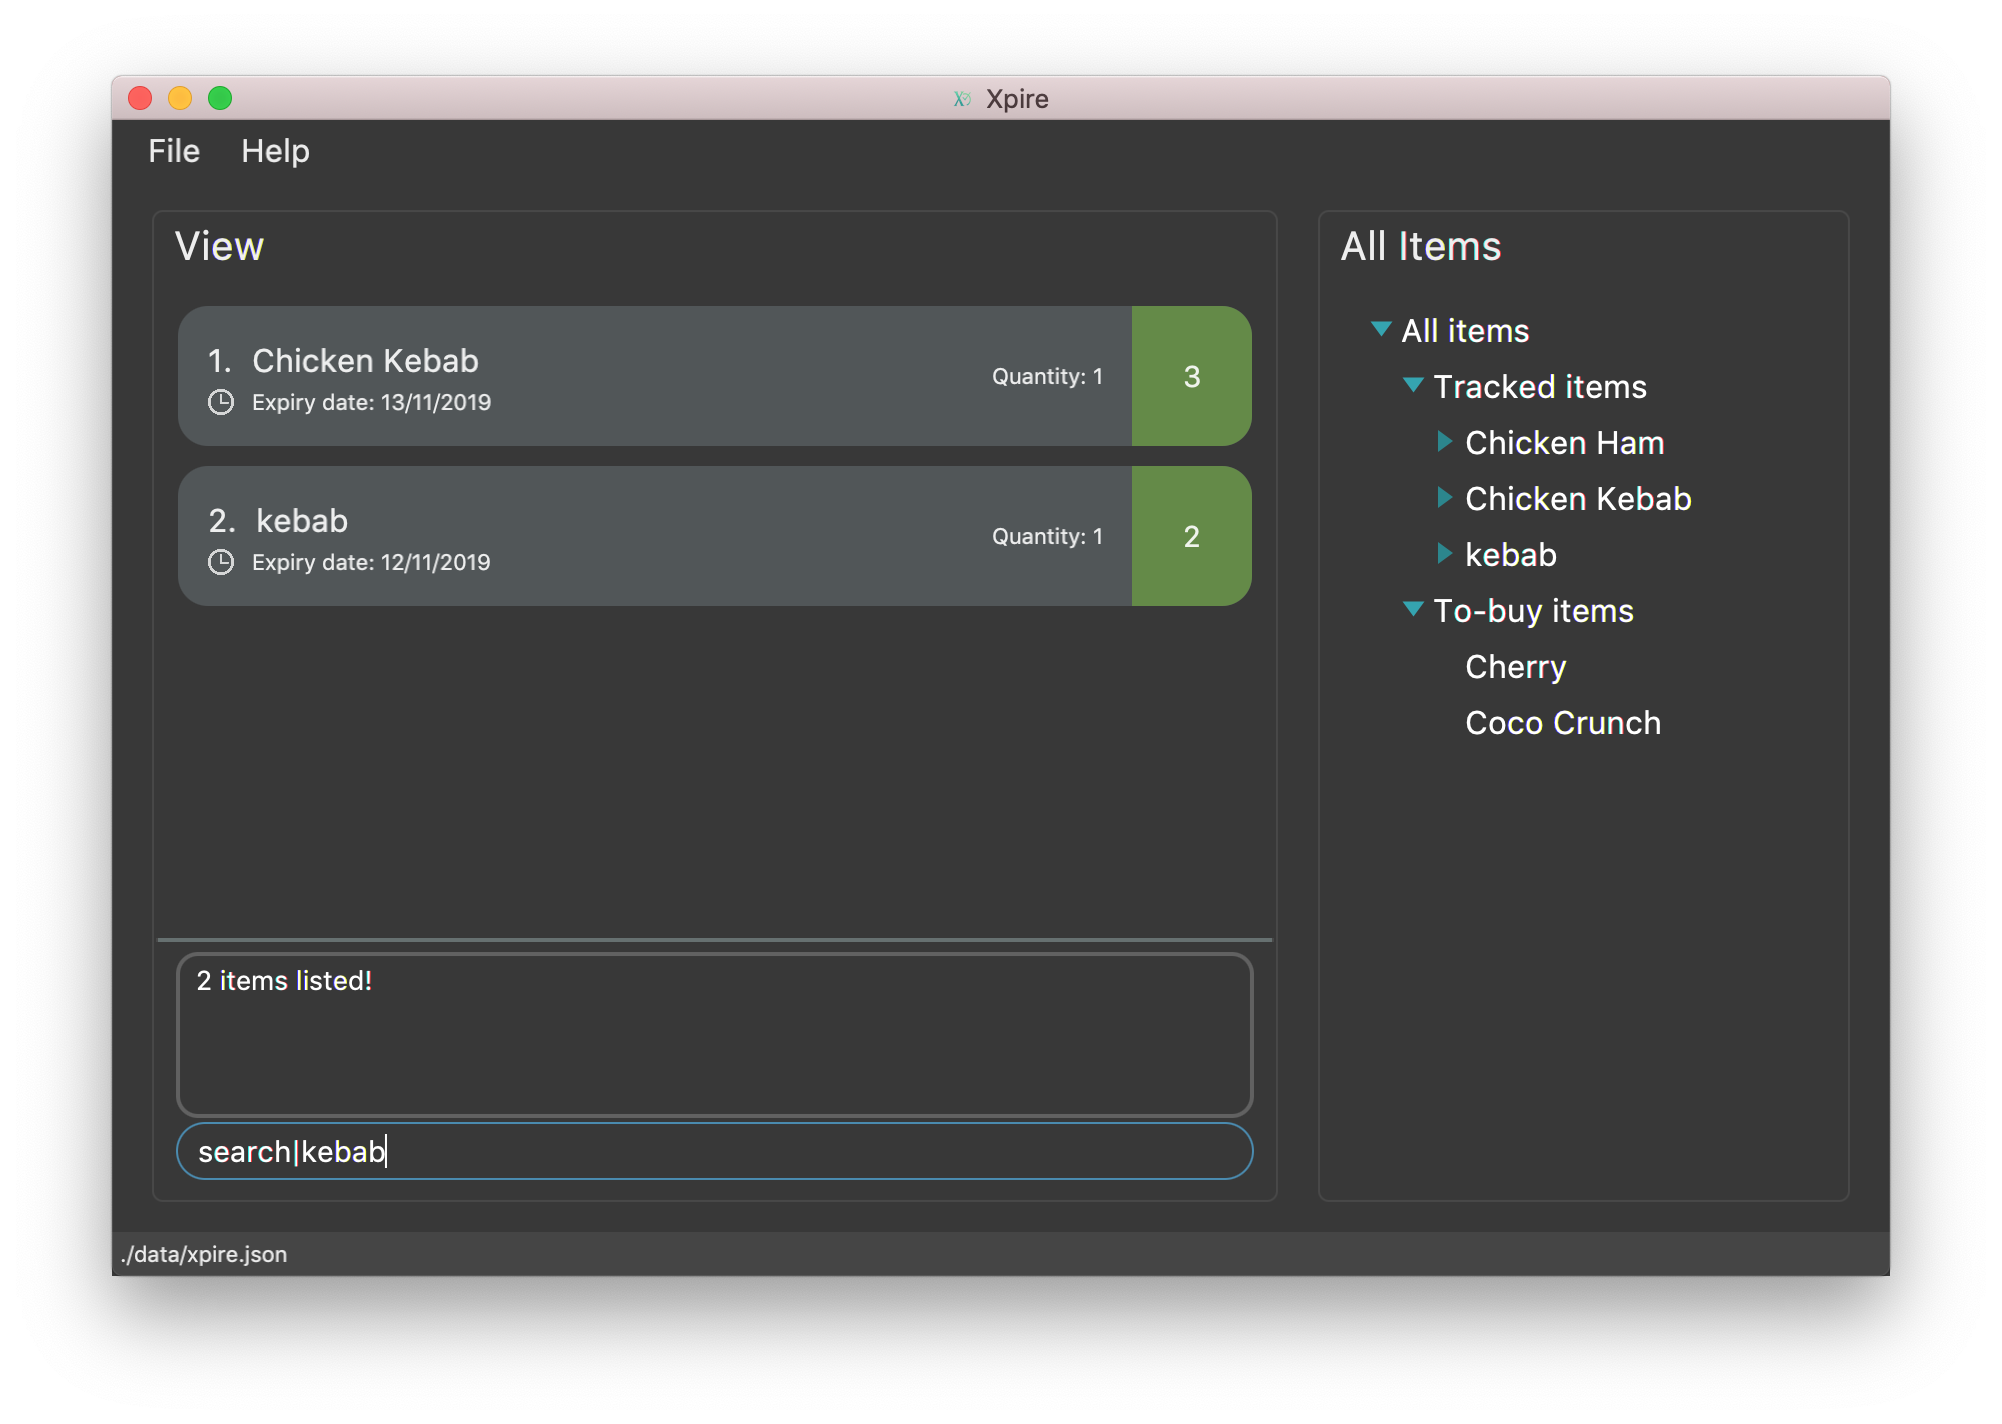 Xpire
File Help
View
1. Chicken Kebab
Expiry date: 13/11/2019
Quantity: 1
3
2. kebab
Expiry date: 12/11/2019
Quantity: 1
2
2 items listed!
search|kebab
All Items
All items
Tracked items
Chicken Ham
Chicken Kebab
kebab
To-buy items
Cherry
Coco Crunch
./data/xpire.json